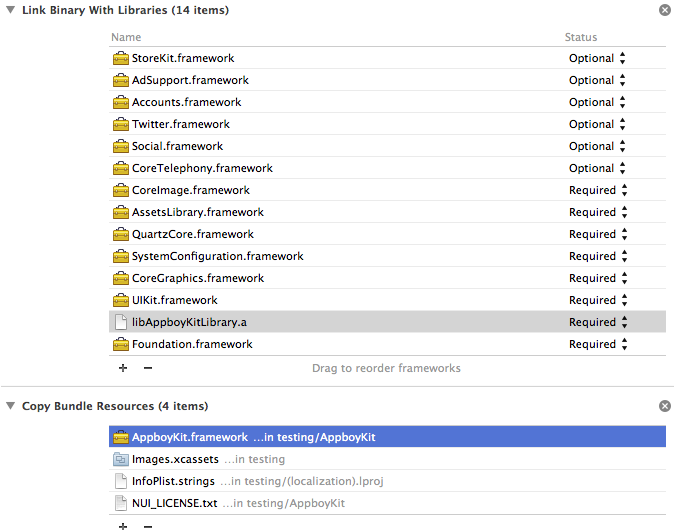 Link Binary With Libraries (14 items)
Name Status
StoreKit.framework Optional
AdSupport.framework Optional
Accounts.framework Optional
Twitter.framework Optional
Social.framework Optional
CoreTelephony.framework Optional
CoreImage.framework Required
AssetsLibrary.framework Required
QuartzCore.framework Required
SystemConfiguration.framework Required
CoreGraphics.framework Required
UIKit.framework Required
libAppboyKitLibrary.a Required
Foundation.framework Required
+ − Drag to reorder frameworks
Copy Bundle Resources (4 items)
AppboyKit.framework ...in testing/AppboyKit
Images.xcassets ...in testing
InfoPlist.strings ...in testing/(localization).lproj
NUI_LICENSE.txt ...in testing/AppboyKit
+ −